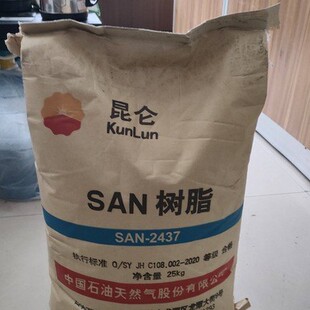 昆仑
KunLun
SAN 树脂
SAN-2437
执行标准 Q/SY JH C108.002-2020 等级 合格
净含量 25kg
中国石油天然气股份有限公司